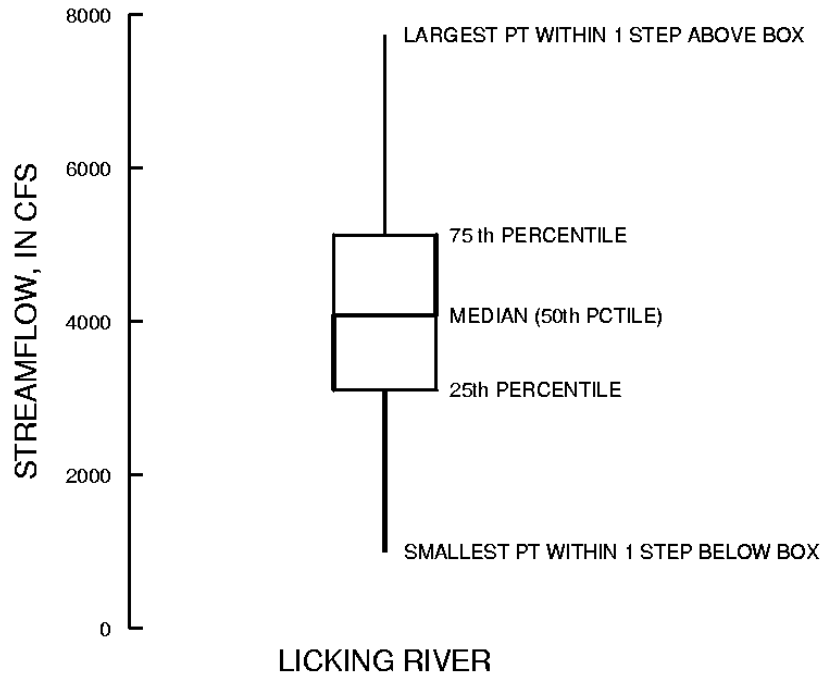 8000
LARGEST PT WITHIN 1 STEP ABOVE BOX
6000
75 th PERCENTILE
STREAMFLOW, IN CFS
4000
MEDIAN (50th PCTILE)
25th PERCENTILE
2000
SMALLEST PT WITHIN 1 STEP BELOW BOX
0
LICKING RIVER